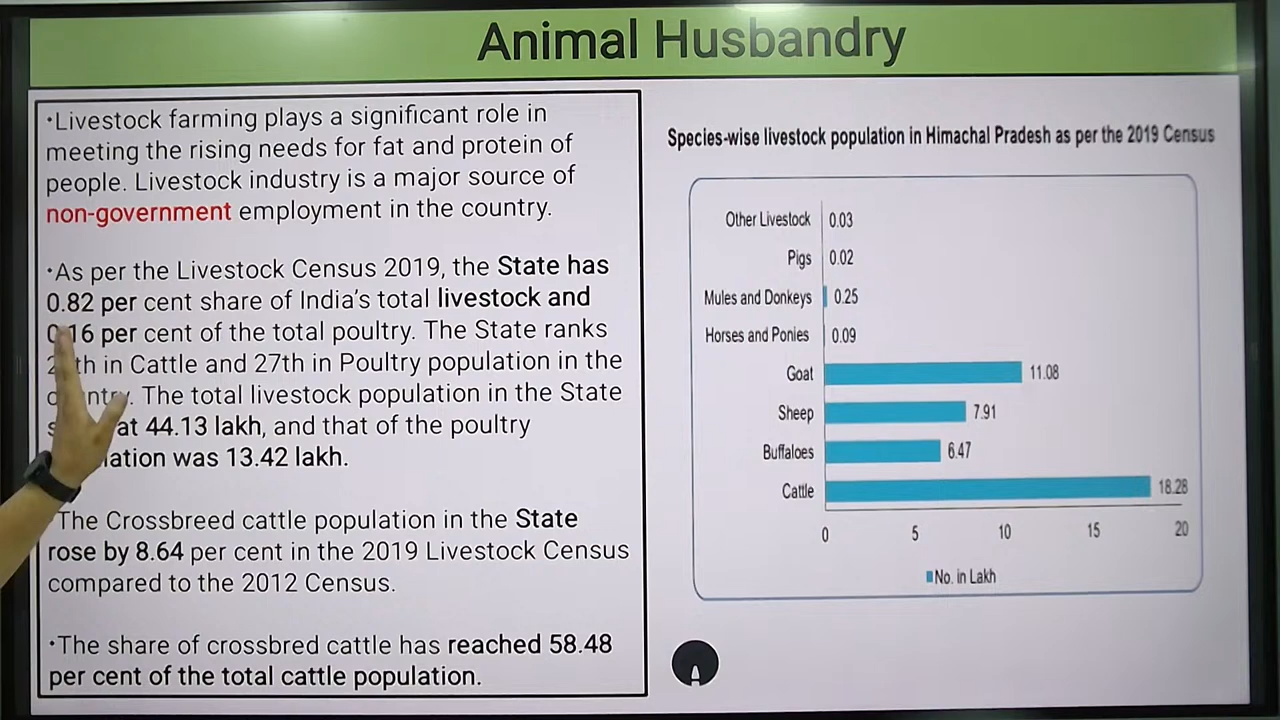 Animal Husbandry
•Livestock farming plays a significant role in
meeting the rising needs for fat and protein of
people. Livestock industry is a major source of
non-government employment in the country.
•As per the Livestock Census 2019, the State has
0.82 per cent share of India's total livestock and
0.16 per cent of the total poultry. The State ranks
in Cattle and 27th in Poultry population in the
The total livestock population in the State
at 44.13 lakh, and that of the poultry
was 13.42 lakh.
The Crossbreed cattle population in the State
rose by 8.64 per cent in the 2019 Livestock Census
compared to the 2012 Census.
•The share of crossbred cattle has reached 58.48
per cent of the total cattle population.
Species-wise livestock population in Himachal Pradesh as per the 2019 Census
Other Livestock 0.03
Pigs 0.02
Mules and Donkeys 0.25
Horses and Ponies 0.09
Goat 11.08
Sheep 7.91
Buffaloes 6.47
Cattle 18.28
0 5 10 15 20
No. in Lakh